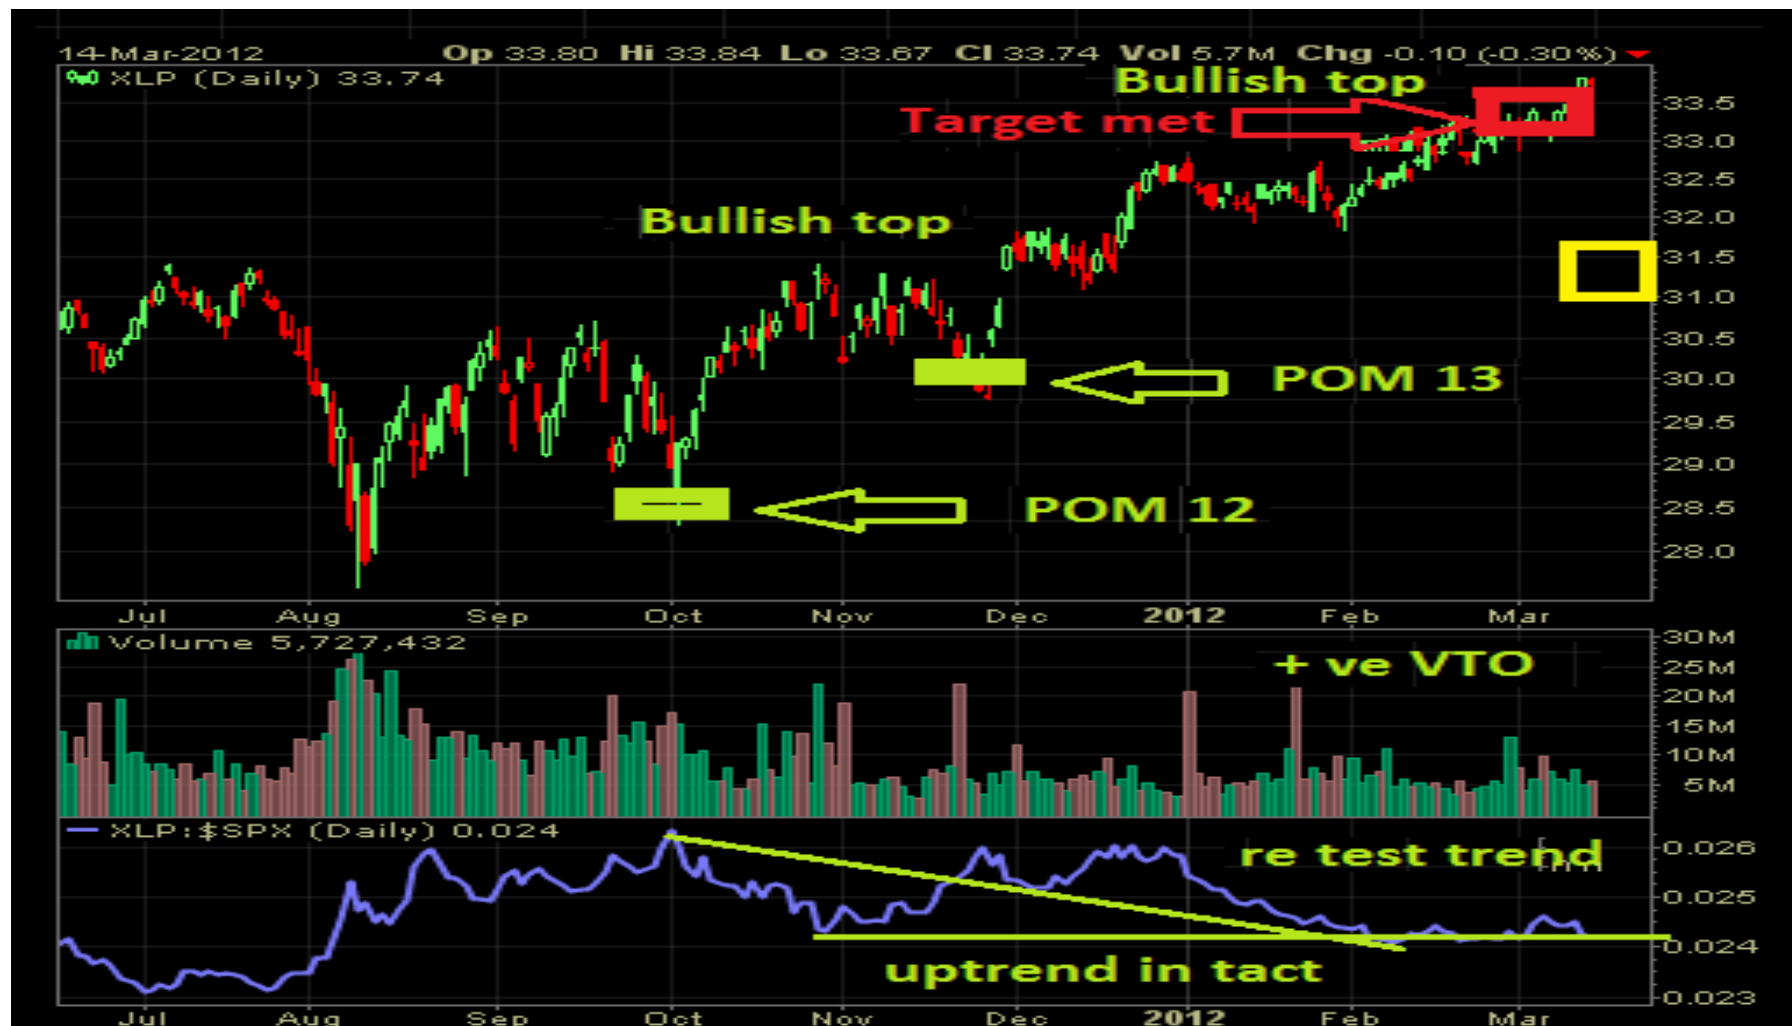 14-Mar-2012 Op 33.80 Hi 33.84 Lo 33.67 Cl 33.74 Vol 5.7M Chg -0.10 (-0.30%)
XLP (Daily) 33.74
Bullish top
Target met
Bullish top
POM 13
POM 12
33.5
33.0
32.5
32.0
31.5
31.0
30.5
30.0
29.5
29.0
28.5
28.0
Jul Aug Sep Oct Nov Dec 2012 Feb Mar
Volume 5,727,432
+ ve VTO
30M
25M
20M
15M
10M
5M
XLP:$SPX (Daily) 0.024
re test trend
uptrend in tact
0.026
0.025
0.024
0.023
Jul Aug Sep Oct Nov Dec 2012 Feb Mar